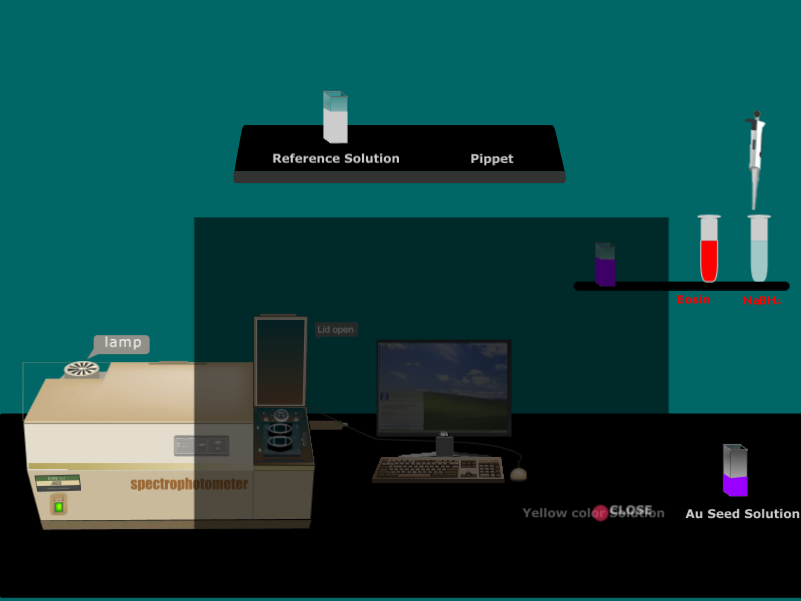 Reference Solution
Pippet
Eosin
NaBH₄
Lid open
lamp
spectrophotometer
Yellow color Solution
CLOSE
Au Seed Solution